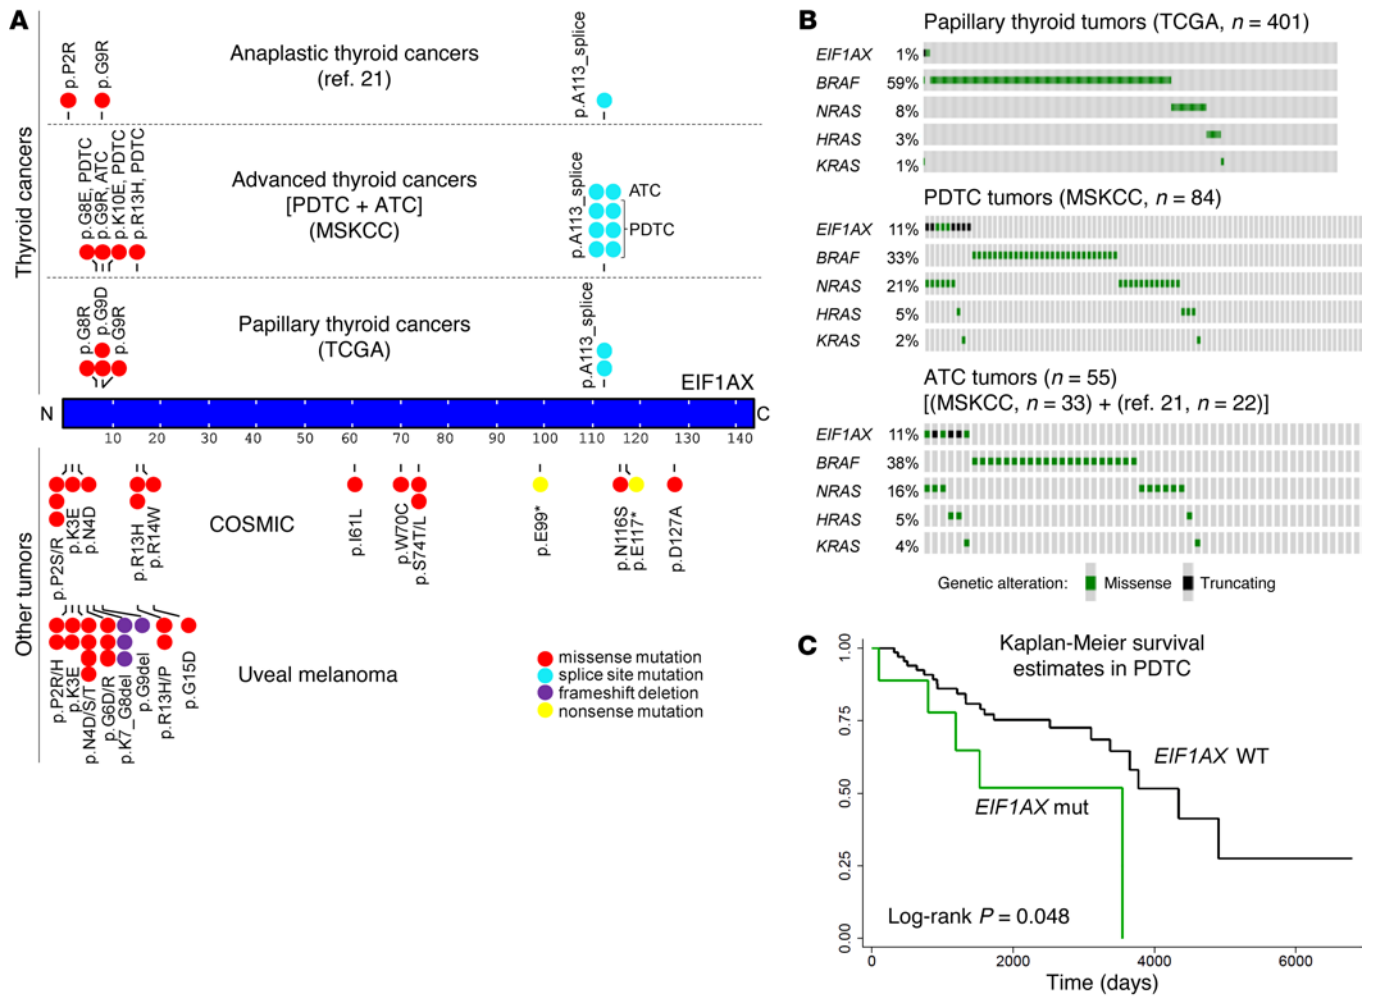 A
Thyroid cancers
p.P2R
p.G9R
Anaplastic thyroid cancers
(ref. 21)
p.A113_splice
p.G8E, PDTC
p.G9R, ATC
p.K10E, PDTC
p.R13H, PDTC
Advanced thyroid cancers
[PDTC + ATC]
(MSKCC)
p.A113_splice
p.A113_splice
ATC
PDTC
p.G8R
p.G9D
p.G9R
Papillary thyroid cancers
(TCGA)
p.A113_splice
EIF1AX
N
C
10 20 30 40 50 60 70 80 90 100 110 120 130 140
Other tumors
p.P2S/R
p.K3E
p.N4D
p.R13H
p.R14W
COSMIC
p.I61L
p.W70C
p.S74T/L
p.E99*
p.N116S
p.E117*
p.D127A
p.P2R/H
p.K3E
p.N4D/S/T
p.G6D/R
p.K7_G8del
p.G9del
p.R13H/P
p.G15D
Uveal melanoma
missense mutation
splice site mutation
frameshift deletion
nonsense mutation
B
Papillary thyroid tumors (TCGA, n = 401)
EIF1AX 1%
BRAF 59%
NRAS 8%
HRAS 3%
KRAS 1%
PDTC tumors (MSKCC, n = 84)
EIF1AX 11%
BRAF 33%
NRAS 21%
HRAS 5%
KRAS 2%
ATC tumors (n = 55)
[(MSKCC, n = 33) + (ref. 21, n = 22)]
EIF1AX 11%
BRAF 38%
NRAS 16%
HRAS 5%
KRAS 4%
Genetic alteration: Missense Truncating
C
Kaplan-Meier survival
estimates in PDTC
1.00
0.75
0.50
0.25
0.00
EIF1AX WT
EIF1AX mut
Log-rank P = 0.048
0 2000 4000 6000
Time (days)